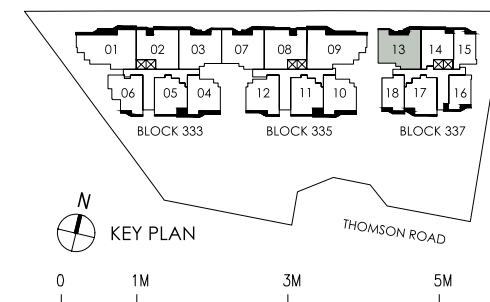 01 02 03 07 08 09 13 14 15
06 05 04 12 11 10 18 17 16
BLOCK 333 BLOCK 335 BLOCK 337
N
KEY PLAN
THOMSON ROAD
0 1M 3M 5M